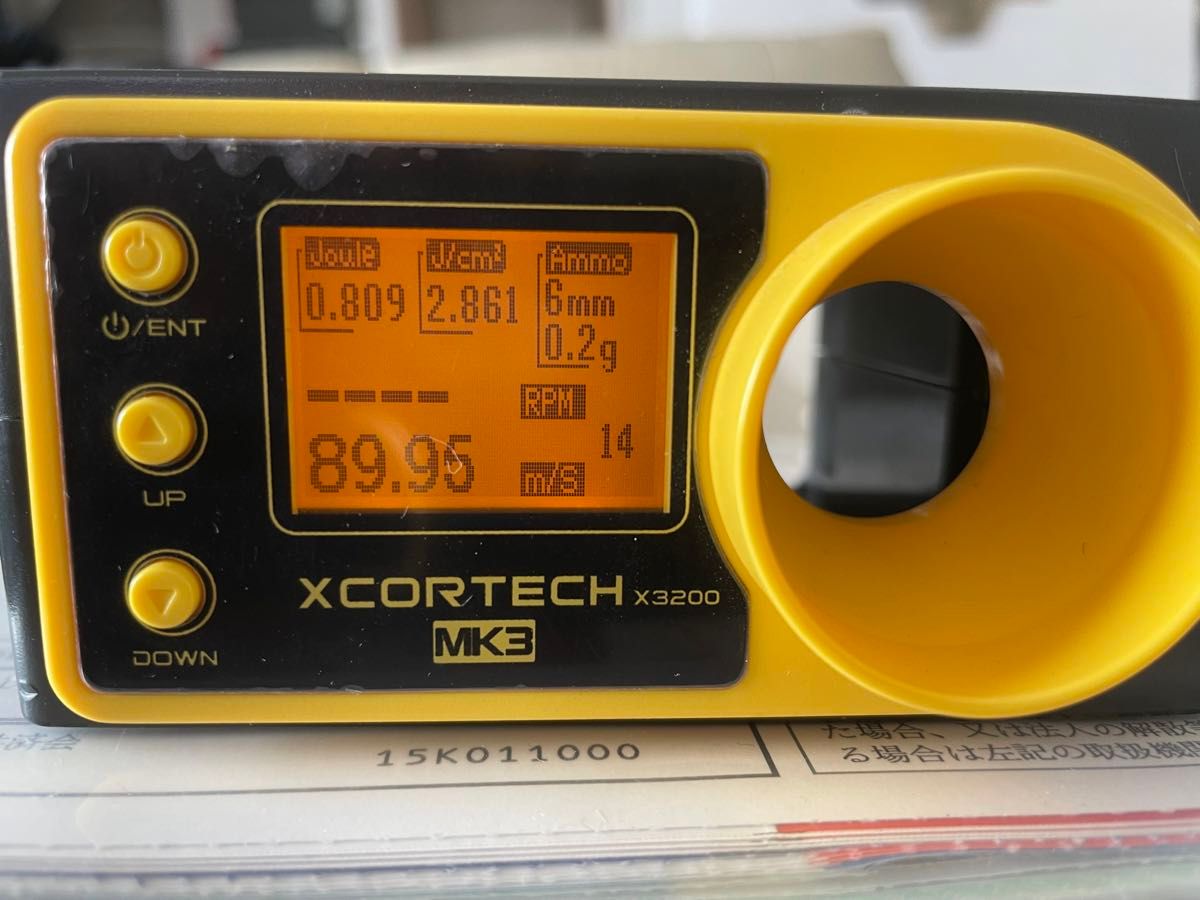 Joule J/cm² Ammo
0.809 2.861 6mm
0.2g
---- RPM
14
89.96 m/S
⏻/ENT
UP
DOWN
XCORTECH X3200
MK3
15K011000
た場合、又は法人の解散
る場合は左記の取扱機